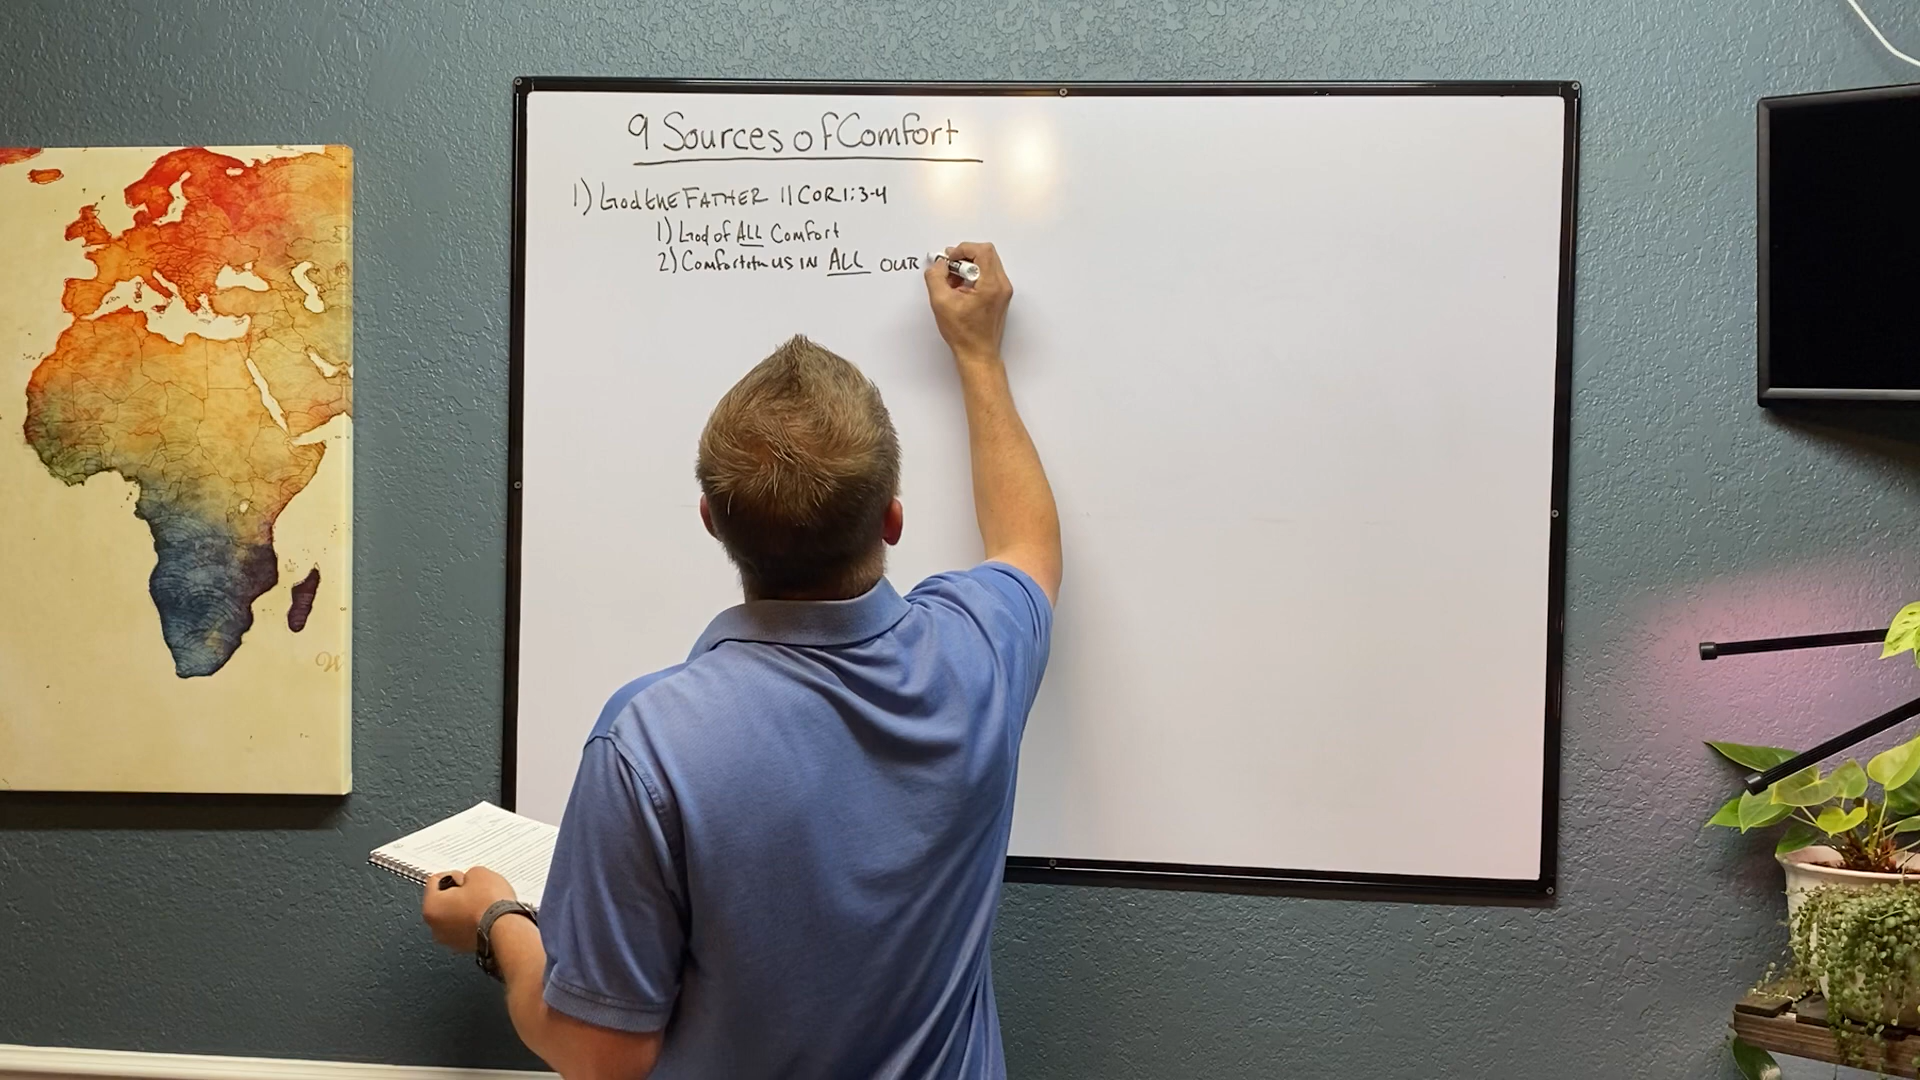 9 Sources of Comfort
1) God the FATHER II COR 1:3-4
1) God of ALL Comfort
2) Comforteth us IN ALL OUR